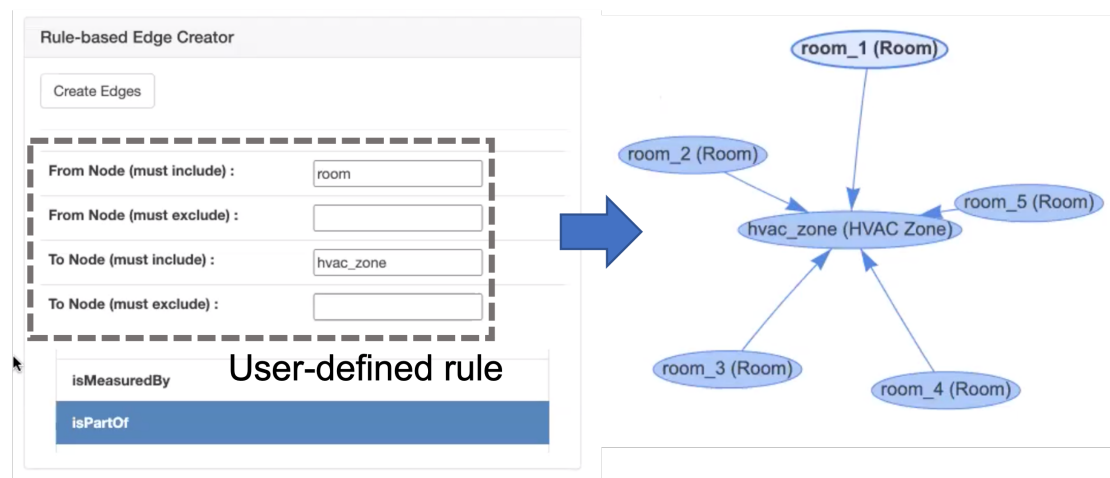 Rule-based Edge Creator
Create Edges
From Node (must include) :
room
From Node (must exclude) :
To Node (must include) :
hvac_zone
To Node (must exclude) :
User-defined rule
isMeasuredBy
isPartOf
room_1 (Room)
room_2 (Room)
room_5 (Room)
hvac_zone (HVAC Zone)
room_3 (Room)
room_4 (Room)